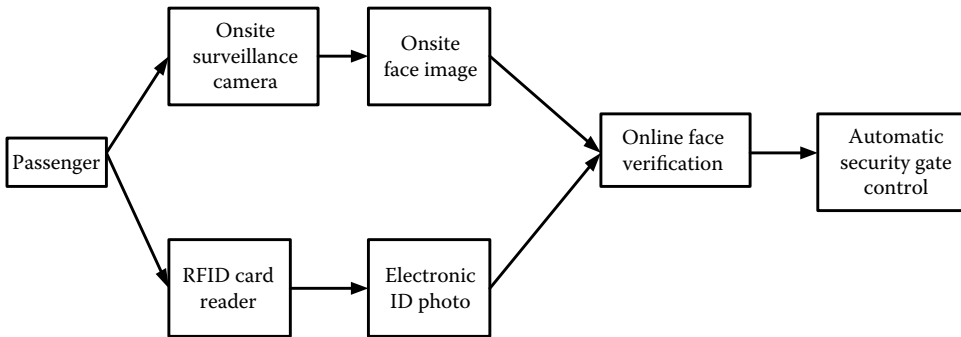 Passenger
Onsite
surveillance
camera
Onsite
face image
RFID card
reader
Electronic
ID photo
Online face
verification
Automatic
security gate
control